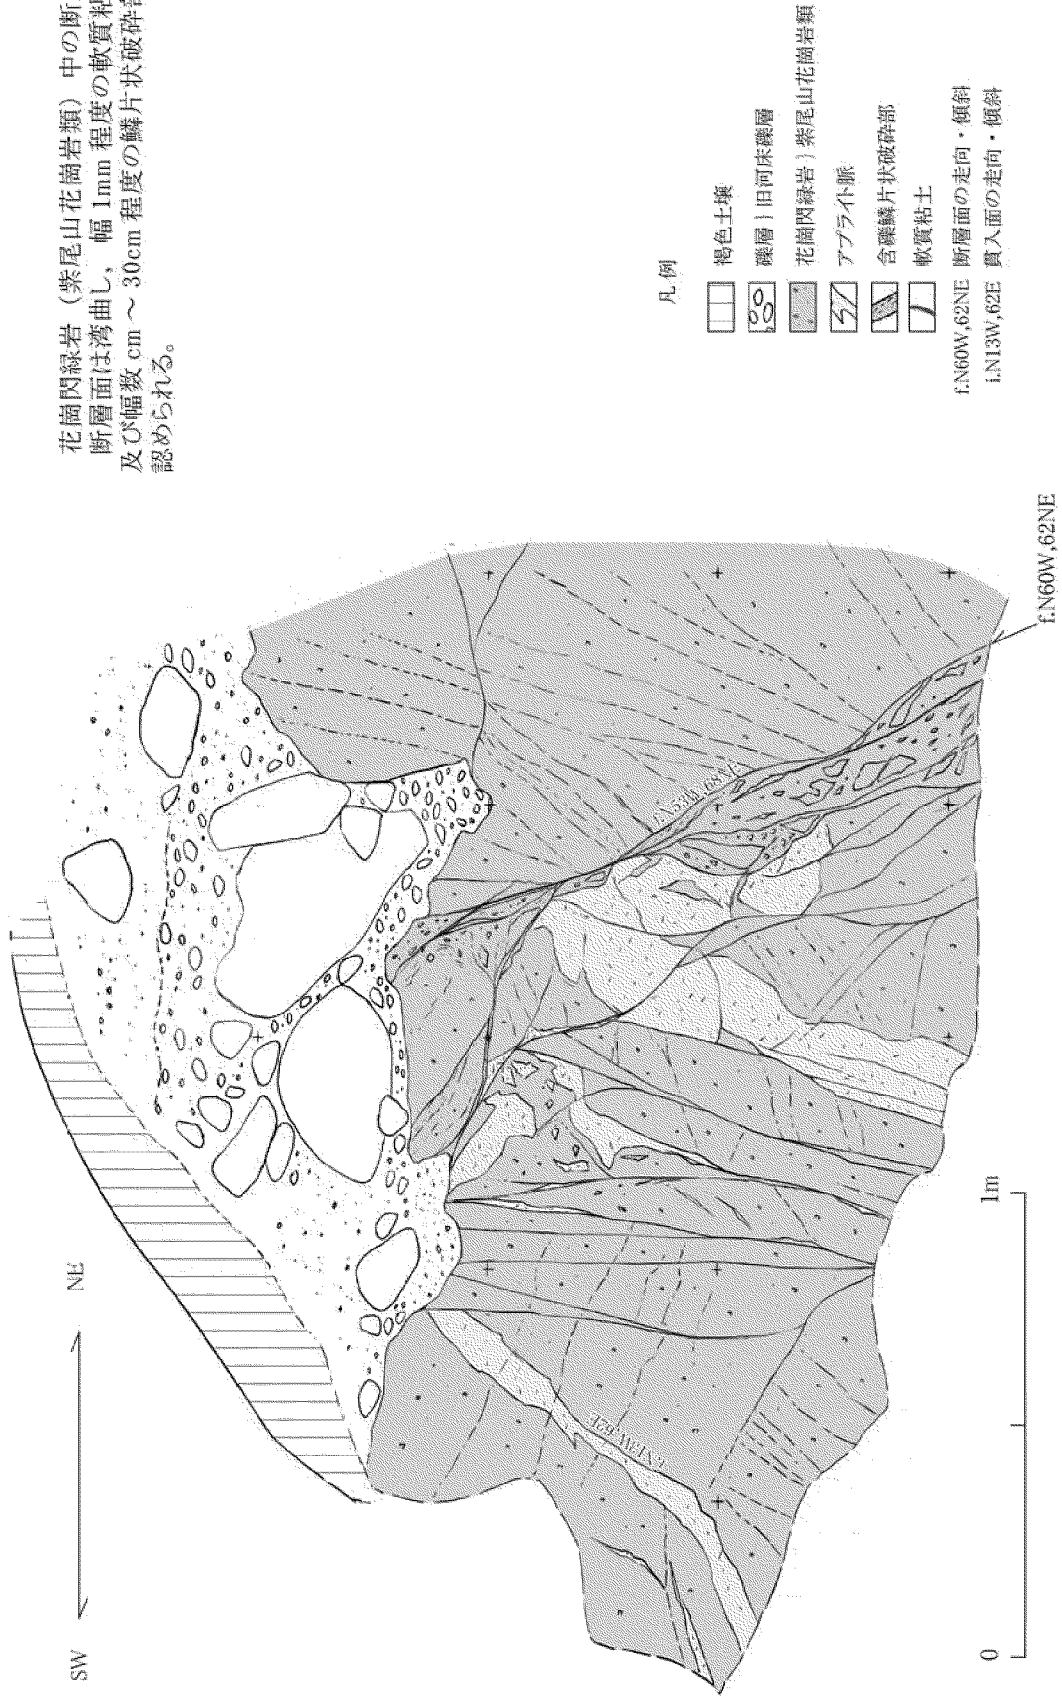 花崗閃緑岩（紫尾山花崗岩類）中の断
断層面は湾曲し、幅 1mm 程度の軟質粘
及び幅数 cm ～ 30cm 程度の鱗片状破砕部
認められる。
SW NE
凡例
褐色土壌
礫層｝旧河床礫層
花崗閃緑岩｝紫尾山花崗岩類
アプライト脈
含礫鱗片状破砕部
軟質粘土
f.N60W,62NE 断層面の走向・傾斜
i.N13W,62E 貫入面の走向・傾斜
i.N13W,62E
f.N60W,62NE
0 1m